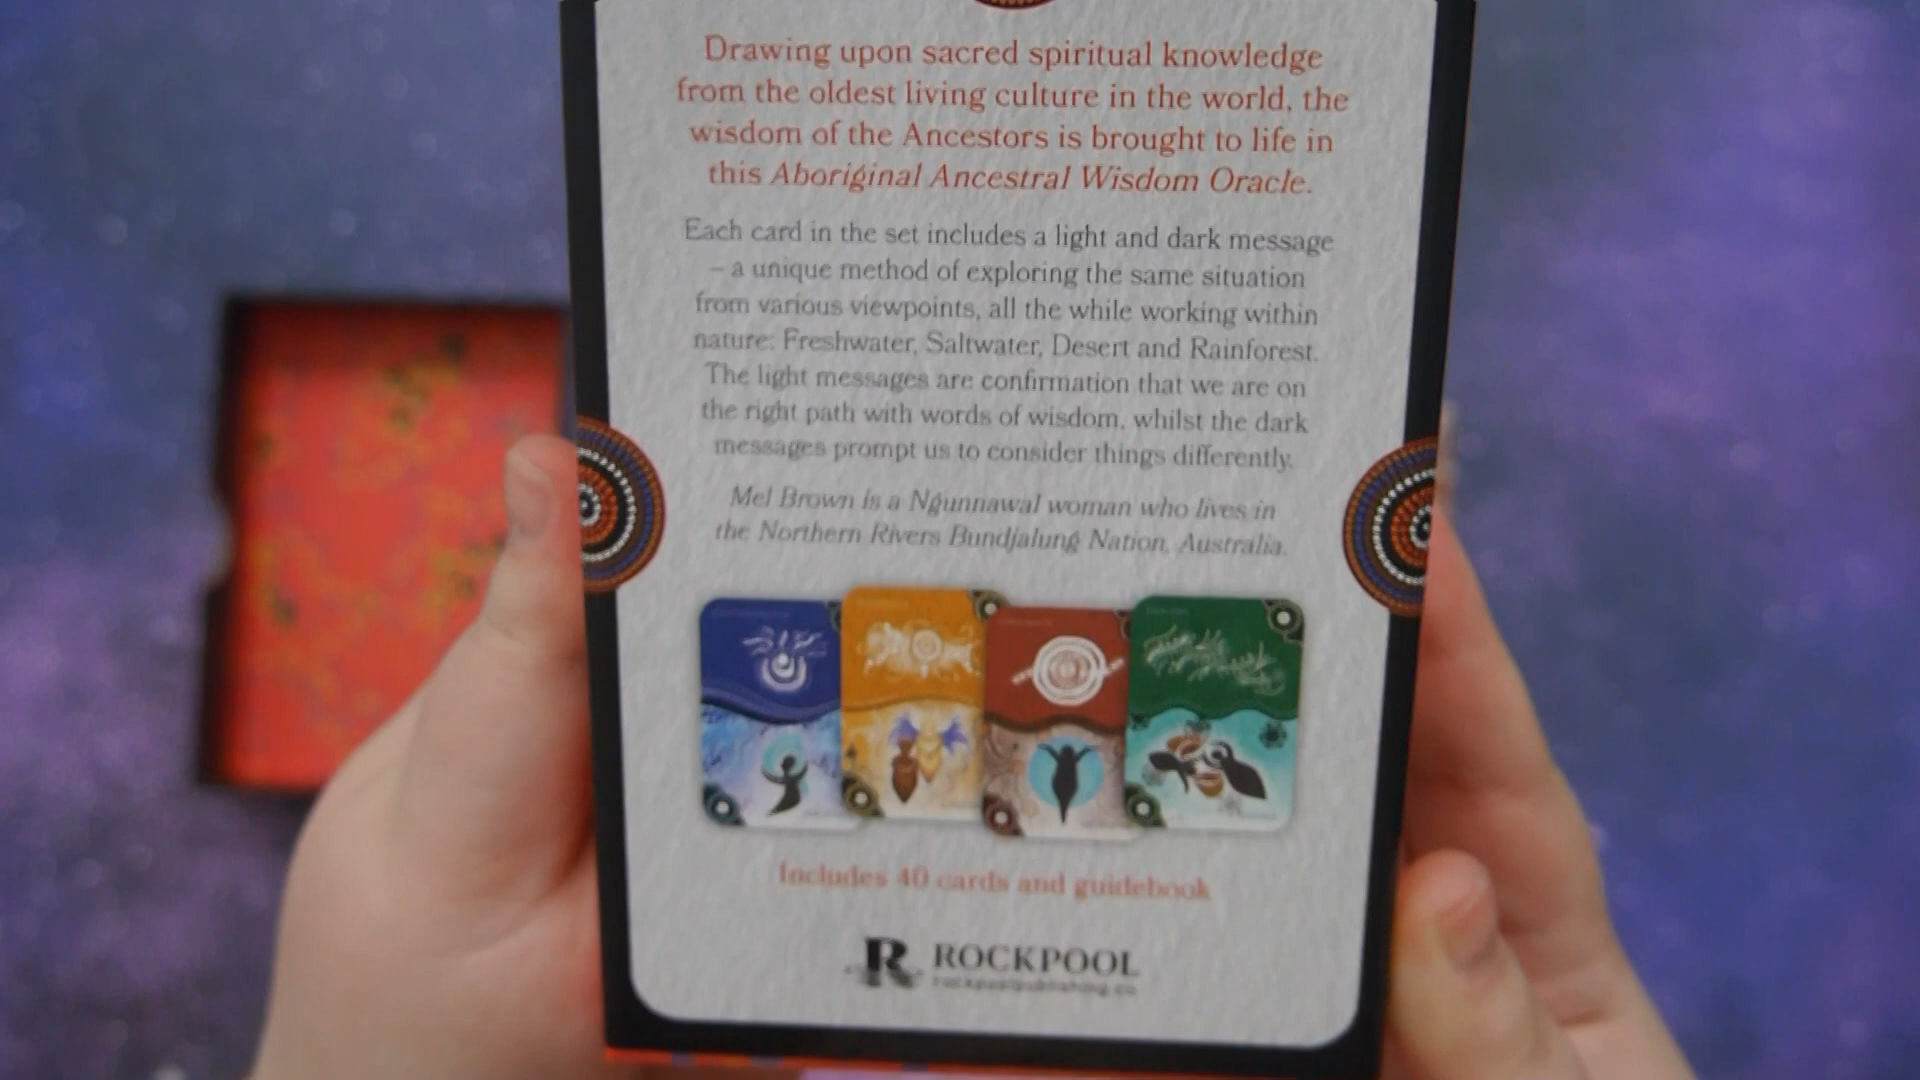 Drawing upon sacred spiritual knowledge
from the oldest living culture in the world, the
wisdom of the Ancestors is brought to life in
this Aboriginal Ancestral Wisdom Oracle.
Each card in the set includes a light and dark message
– a unique method of exploring the same situation
from various viewpoints, all the while working within
nature: Freshwater, Saltwater, Desert and Rainforest.
The light messages are confirmation that we are on
the right path with words of wisdom, whilst the dark
messages prompt us to consider things differently.
Mel Brown is a Ngunnawal woman who lives in
the Northern Rivers Bundjalung Nation, Australia.
Includes 40 cards and guidebook
R ROCKPOOL
rockpoolpublishing.co